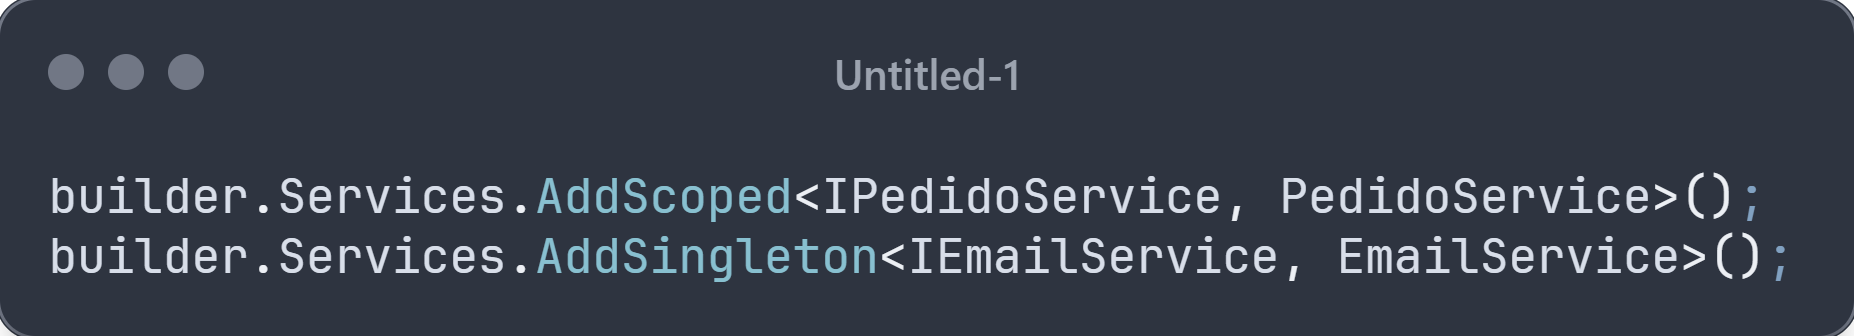 Untitled-1
builder.Services.AddScoped<IPedidoService, PedidoService>();
builder.Services.AddSingleton<IEmailService, EmailService>();